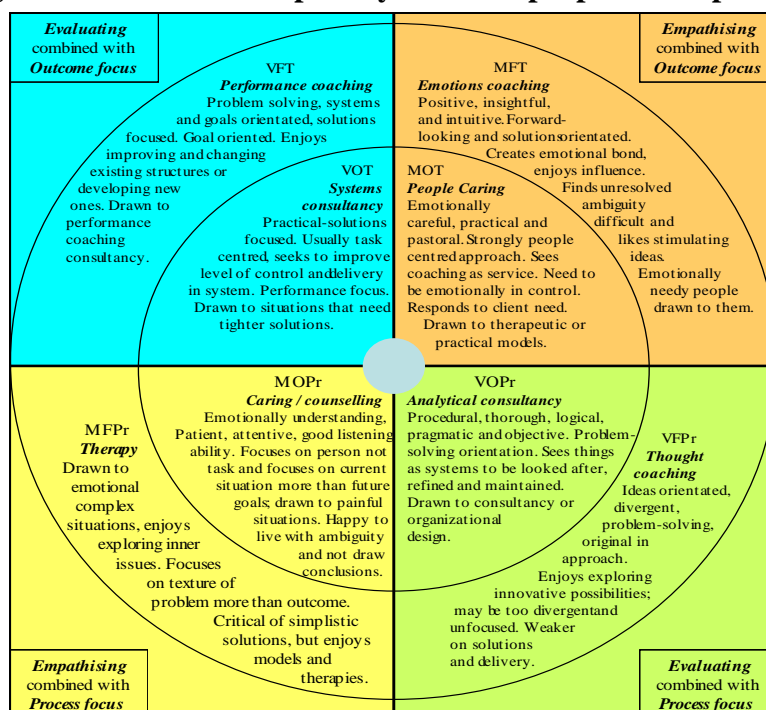 Evaluating
combined with
Outcome focus
VFT
Performance coaching
Problem solving, systems
and goals orientated, solutions
focused. Goal oriented. Enjoys
improving and changing
existing structures or
developing new
ones. Drawn to
performance
coaching
consultancy.
VOT
Systems
consultancy
Practical-solutions
focused. Usually task
centred, seeks to improve
level of control anddelivery
in system. Performance focus.
Drawn to situations that need
tighter solutions.
Empathising
combined with
Outcome focus
MFT
Emotions coaching
Positive, insightful,
and intuitive.Forward-
looking and solutionsorientated.
Creates emotional bond,
enjoys influence.
Finds unresolved
ambiguity
difficult and
likes stimulating
ideas.
Emotionally
needy people
drawn to them.
MOT
People Caring
Emotionally
careful, practical and
pastoral.Strongly people
centred approach. Sees
coaching as service. Need to
be emotionally in control.
Responds to client need.
Drawn to therapeutic or
practical models.
MOPr
Caring / counselling
Emotionally understanding,
Patient, attentive, good listening
ability. Focuses on person not
task and focuses on current
situation more than future
goals; drawn to painful
situations. Happy to
live with ambiguity
and not draw
conclusions.
MFPr
Therapy
Drawn to
emotional
complex
situations, enjoys
exploring inner
issues. Focuses
on texture of
problem more than outcome.
Critical of simplistic
solutions, but enjoys
models and
therapies.
Empathising
combined with
Process focus
VOPr
Analytical consultancy
Procedural, thorough, logical,
pragmatic and objective. Problem-
solving orientation. Sees things
as systems to be looked after,
refined and maintained.
Drawn to consultancy or
organizational
design.
VFPr
Thought
coaching
Ideas orientated,
divergent,
problem-solving,
original in
approach.
Enjoys exploring
innovative possibilities;
may be too divergentand
unfocused. Weaker
on solutions
and delivery.
Evaluating
combined with
Process focus